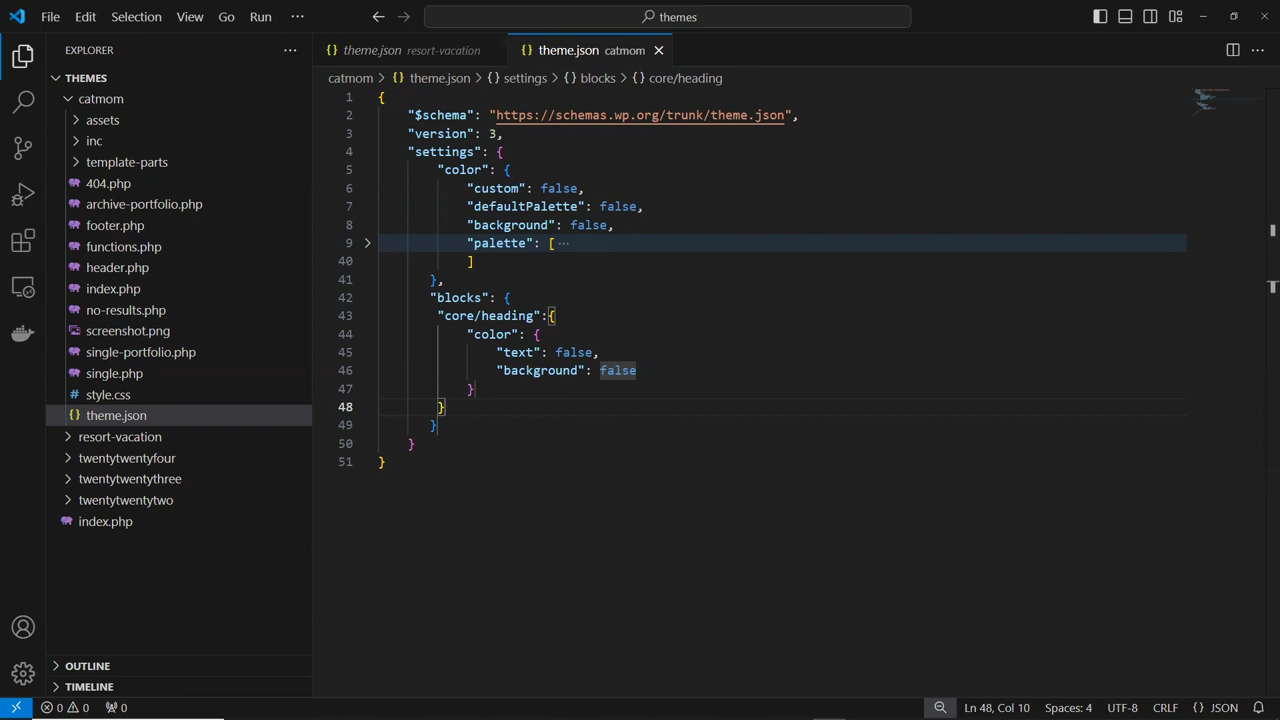 File Edit Selection View Go Run ··· themes
EXPLORER ···
theme.json resort-vacation theme.json catmom
THEMES
catmom > {} theme.json > {} settings > {} blocks > {} core/heading
catmom
assets
inc
template-parts
404.php
archive-portfolio.php
footer.php
functions.php
header.php
index.php
no-results.php
screenshot.png
single-portfolio.php
single.php
style.css
theme.json
resort-vacation
twentytwentyfour
twentytwentythree
twentytwentytwo
index.php
OUTLINE
TIMELINE
1 {
2 "$schema": "https://schemas.wp.org/trunk/theme.json",
3 "version": 3,
4 "settings": {
5 "color": {
6 "custom": false,
7 "defaultPalette": false,
8 "background": false,
9 "palette": [ ···
40 ]
41 },
42 "blocks": {
43 "core/heading":{
44 "color": {
45 "text": false,
46 "background": false
47 }
48 }
49 }
50 }
51 }
0 0 0 Ln 48, Col 10 Spaces: 4 UTF-8 CRLF {} JSON